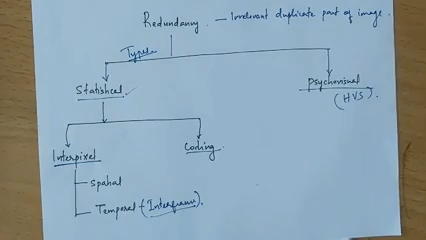 Redundancy. — Irrelevant duplicate part of image.
Types
Statistical
Psychovisual
(HVS).
Interpixel
Coding.
Spatial
Temporal (Interframe).